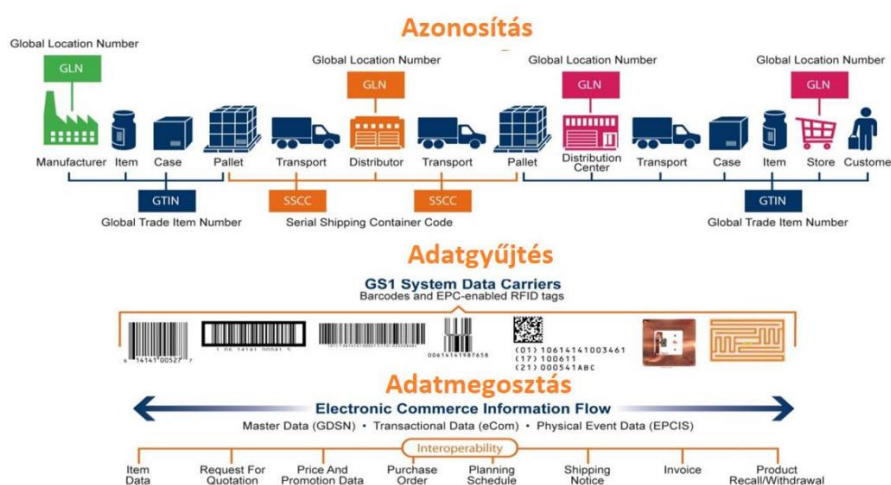 Azonosítás
Global Location Number
GLN
Global Location Number
GLN
Global Location Number
GLN
Global Location Number
GLN
Manufacturer Item Case Pallet Transport Distributor Transport Pallet Distribution Center Transport Case Item Store Custome
GTIN
SSCC
SSCC
GTIN
Global Trade Item Number
Serial Shipping Container Code
Global Trade Item Number
Adatgyűjtés
GS1 System Data Carriers
Barcodes and EPC-enabled RFID tags
6 14141 00527 7
00614141987658
(01) 10614141003461
(17) 100611
(21) 000541ABC
Adatmegosztás
Electronic Commerce Information Flow
Master Data (GDSN) • Transactional Data (eCom) • Physical Event Data (EPCIS)
Interoperability
Item Data
Request For Quotation
Price And Promotion Data
Purchase Order
Planning Schedule
Shipping Notice
Invoice
Product Recall/Withdrawal